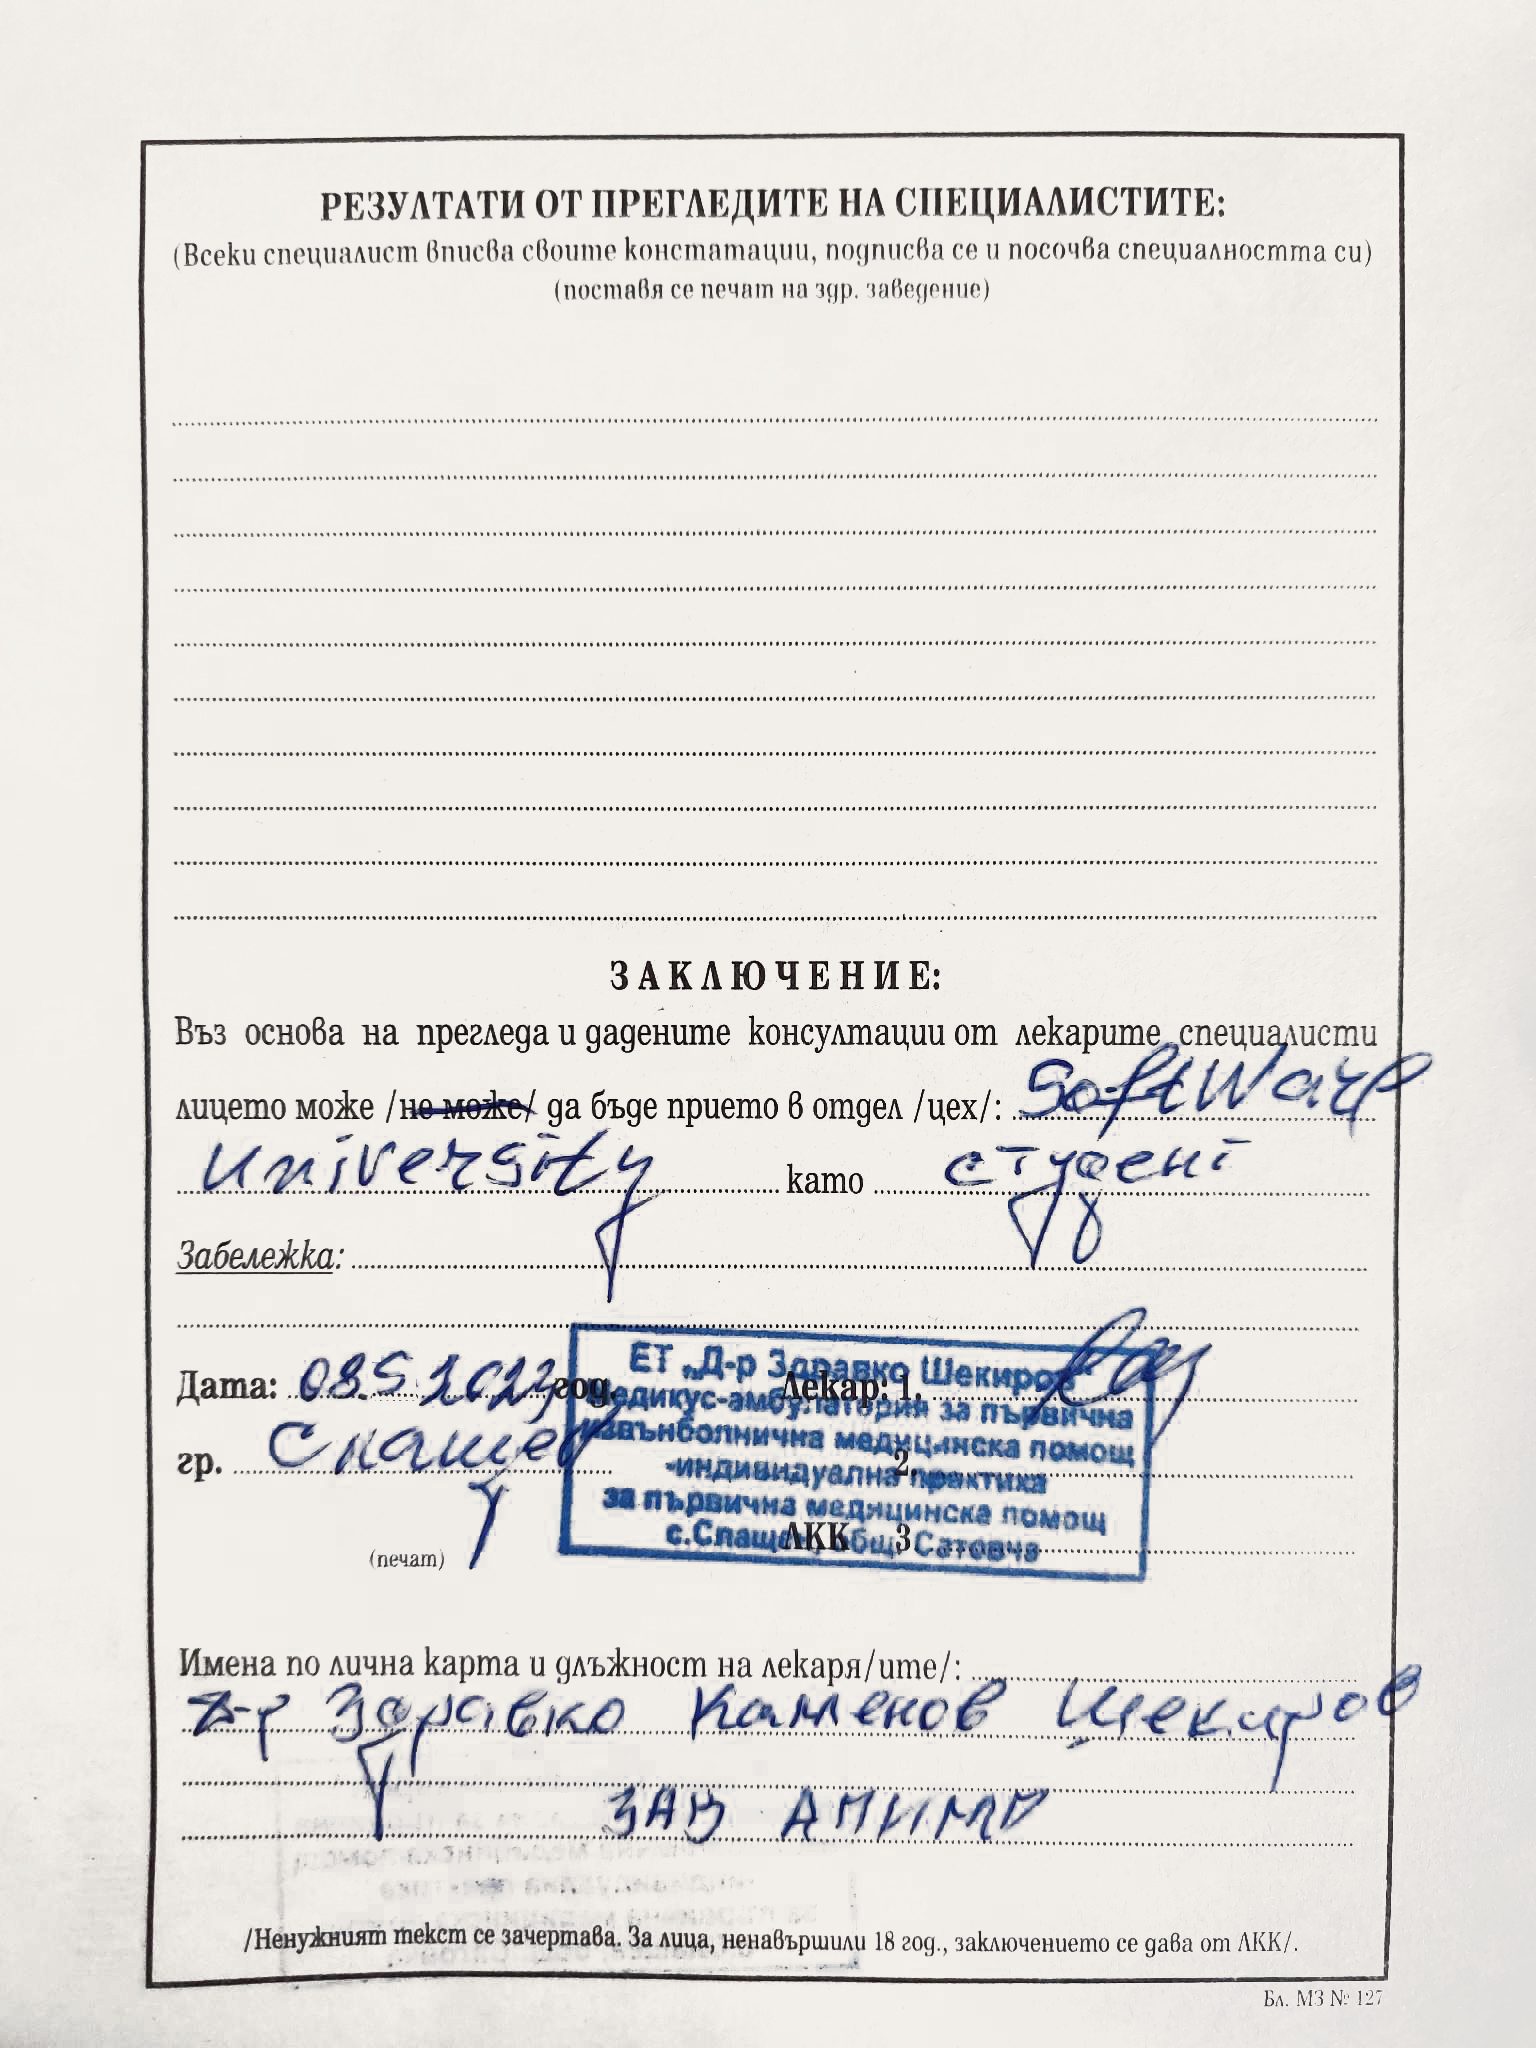 РЕЗУЛТАТИ ОТ ПРЕГЛЕДИТЕ НА СПЕЦИАЛИСТИТЕ:
(Всеки специалист вписва своите констатации, подписва се и посочва специалността си)
(поставя се печат на здр. заведение)
ЗАКЛЮЧЕНИЕ:
Въз основа на прегледа и дадените консултации от лекарите специалисти
лицето може /не може/ да бъде прието в отдел /цех/: SoftWare
University като студент
Забележка:
Дата: 08.5.2023 год. Лекар: 1.
гр. Слащен 2.
ЕТ „Д-р Здравко Шекиров"
медикус-амбулатория за първична
извънболнична медицинска помощ
-индивидуална практика
за първична медицинска помощ
с.Слащен, общ. Сатовча
(печат) ЛКК 3.
Имена по лична карта и длъжност на лекаря/ите/:
Д-р Здравко Каменов Шекиров
ЗАВ АПИМП
/Ненужният текст се зачертава. За лица, ненавършили 18 год., заключението се дава от ЛКК/.
Бл. МЗ № 127